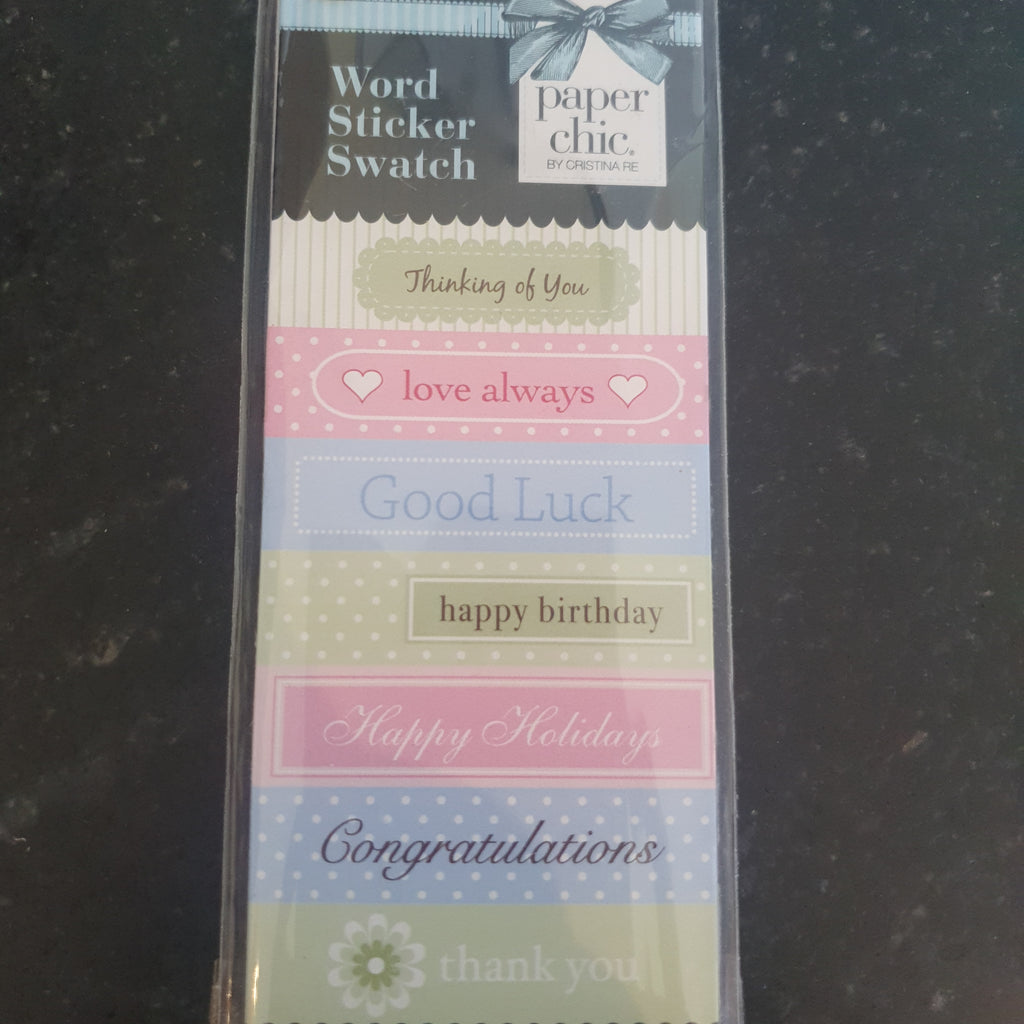 Word
Sticker
Swatch
paper
chic®
BY CRISTINA RE
Thinking of You
love always
Good Luck
happy birthday
Happy Holidays
Congratulations
thank you